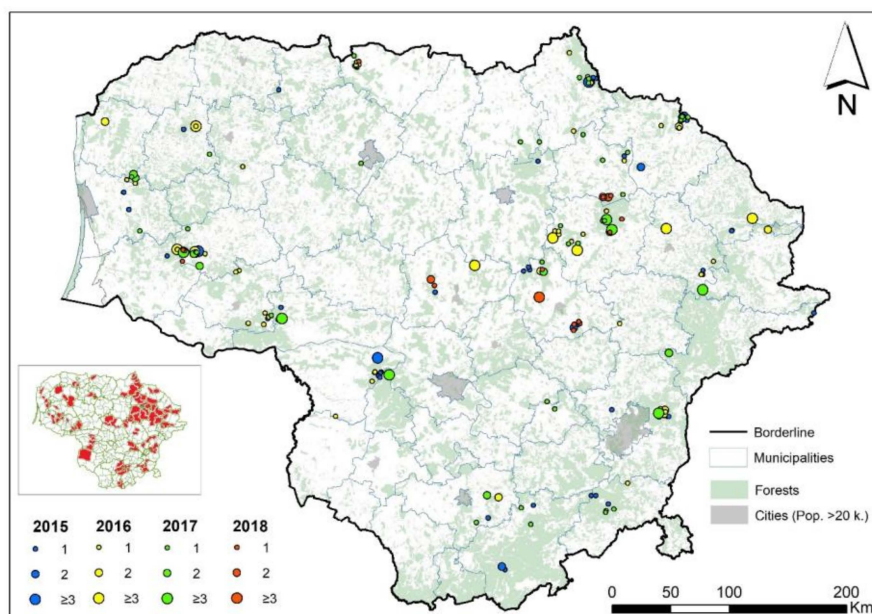 N
Borderline
Municipalities
Forests
Cities (Pop. >20 k.)
2015 2016 2017 2018
1 1 1 1
2 2 2 2
≥3 ≥3 ≥3 ≥3
0 50 100 200
Km